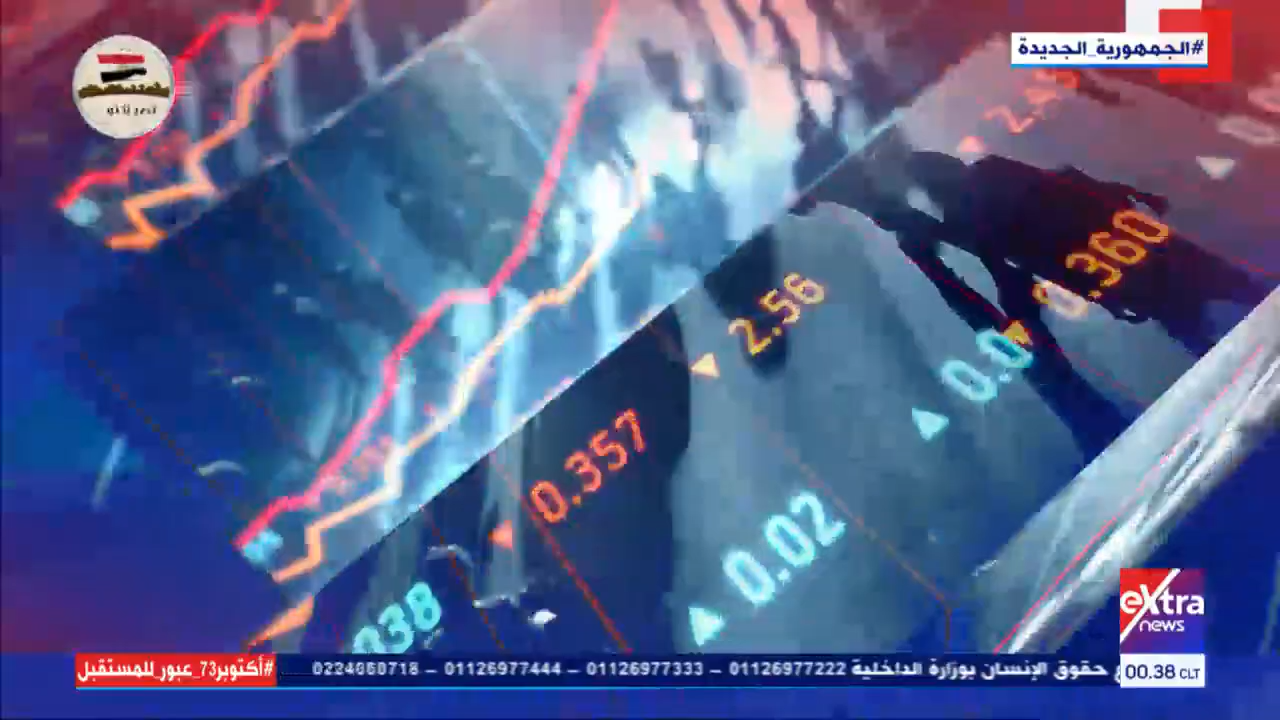 #الجمهورية_الجديدة
2.56
0.360
0.0
0.357
0.02
038
eXtra
news
00.38 CLT
#أكتوبر73_عبور_للمستقبل
ع حقوق الإنسان بوزارة الداخلية 01126977222 – 01126977333 – 01126977444 – 0224060718